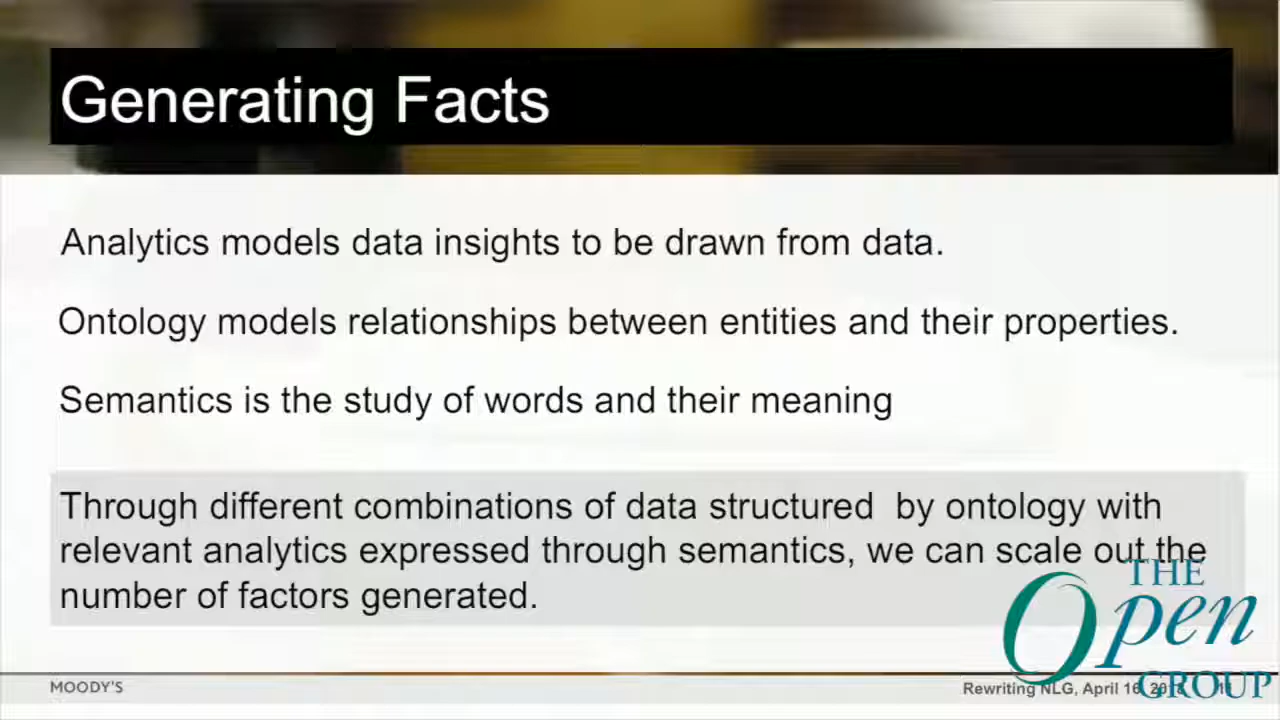 Generating Facts
Analytics models data insights to be drawn from data.
Ontology models relationships between entities and their properties.
Semantics is the study of words and their meaning
Through different combinations of data structured by ontology with
relevant analytics expressed through semantics, we can scale out the
number of factors generated.
THE
Open
GROUP
MOODY'S
Rewriting NLG, April 16,